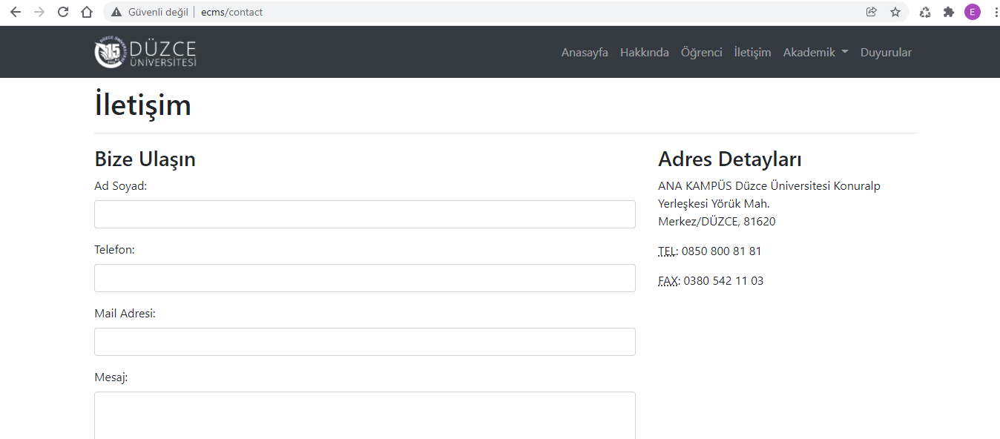 Güvenli değil
ecms/contact
E
15
DÜZCE
ÜNİVERSİTESİ
Anasayfa
Hakkında
Öğrenci
İletişim
Akademik
Duyurular
İletişim
Bize Ulaşın
Ad Soyad:
Telefon:
Mail Adresi:
Mesaj:
Adres Detayları
ANA KAMPÜS Düzce Üniversitesi Konuralp
Yerleşkesi Yörük Mah.
Merkez/DÜZCE, 81620
TEL: 0850 800 81 81
FAX: 0380 542 11 03